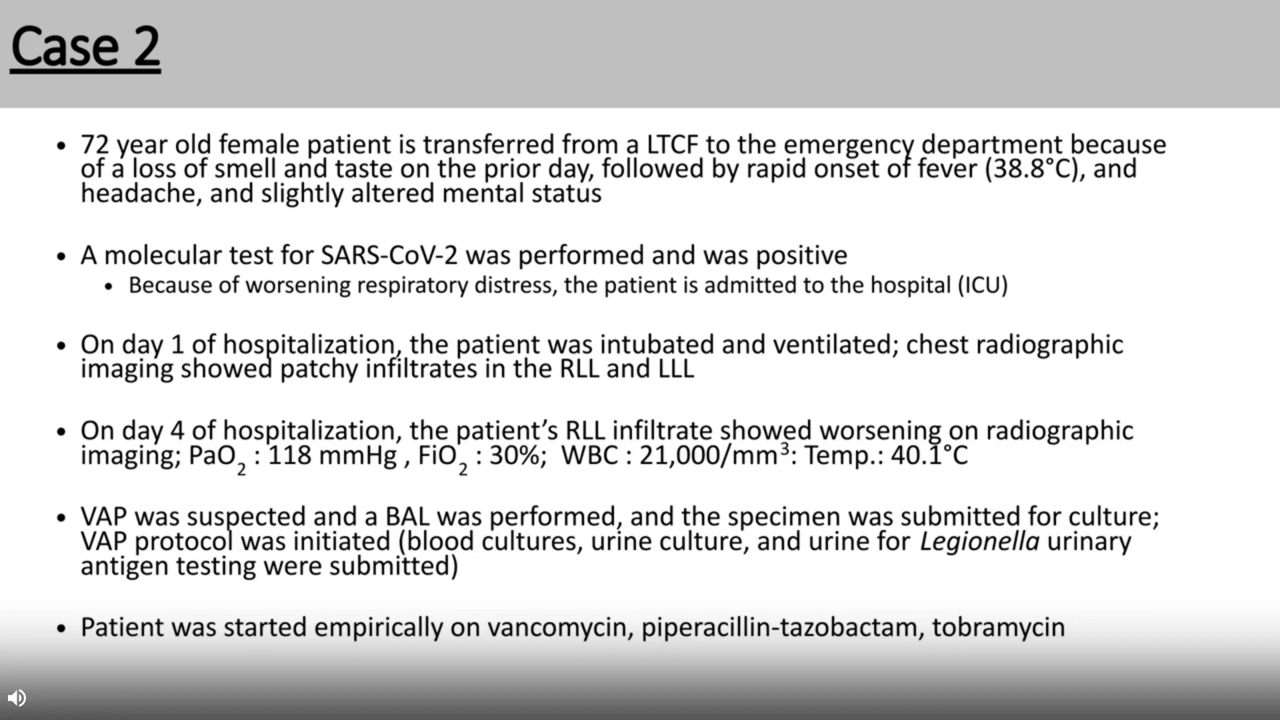 Case 2
• 72 year old female patient is transferred from a LTCF to the emergency department because
of a loss of smell and taste on the prior day, followed by rapid onset of fever (38.8°C), and
headache, and slightly altered mental status
• A molecular test for SARS-CoV-2 was performed and was positive
• Because of worsening respiratory distress, the patient is admitted to the hospital (ICU)
• On day 1 of hospitalization, the patient was intubated and ventilated; chest radiographic
imaging showed patchy infiltrates in the RLL and LLL
• On day 4 of hospitalization, the patient’s RLL infiltrate showed worsening on radiographic
imaging; PaO₂ : 118 mmHg , FiO₂ : 30%; WBC : 21,000/mm³: Temp.: 40.1°C
• VAP was suspected and a BAL was performed, and the specimen was submitted for culture;
VAP protocol was initiated (blood cultures, urine culture, and urine for Legionella urinary
antigen testing were submitted)
• Patient was started empirically on vancomycin, piperacillin-tazobactam, tobramycin